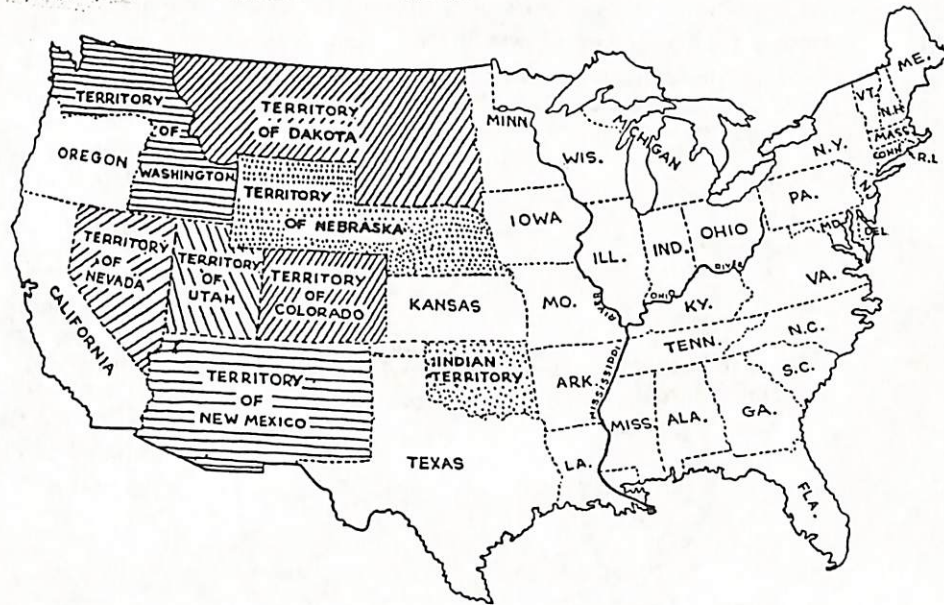 TERRITORY
OF
WASHINGTON
OREGON
TERRITORY
OF DAKOTA
TERRITORY
OF NEBRASKA
TERRITORY
OF
NEVADA
TERRITORY
OF
UTAH
TERRITORY
OF
COLORADO
CALIFORNIA
TERRITORY
OF
NEW MEXICO
KANSAS
INDIAN
TERRITORY
TEXAS
MINN
IOWA
MO.
ARK.
LA.
WIS.
MICHIGAN
ILL.
IND.
OHIO
OHIO RIVER
MISSISSIPPI
RIVER
KY.
TENN.
MISS.
ALA.
GA.
FLA.
S.C.
N.C.
VA.
MD.
DEL
PA.
N.Y.
VT.
N.H.
ME.
MASS.
CONN
R.I.